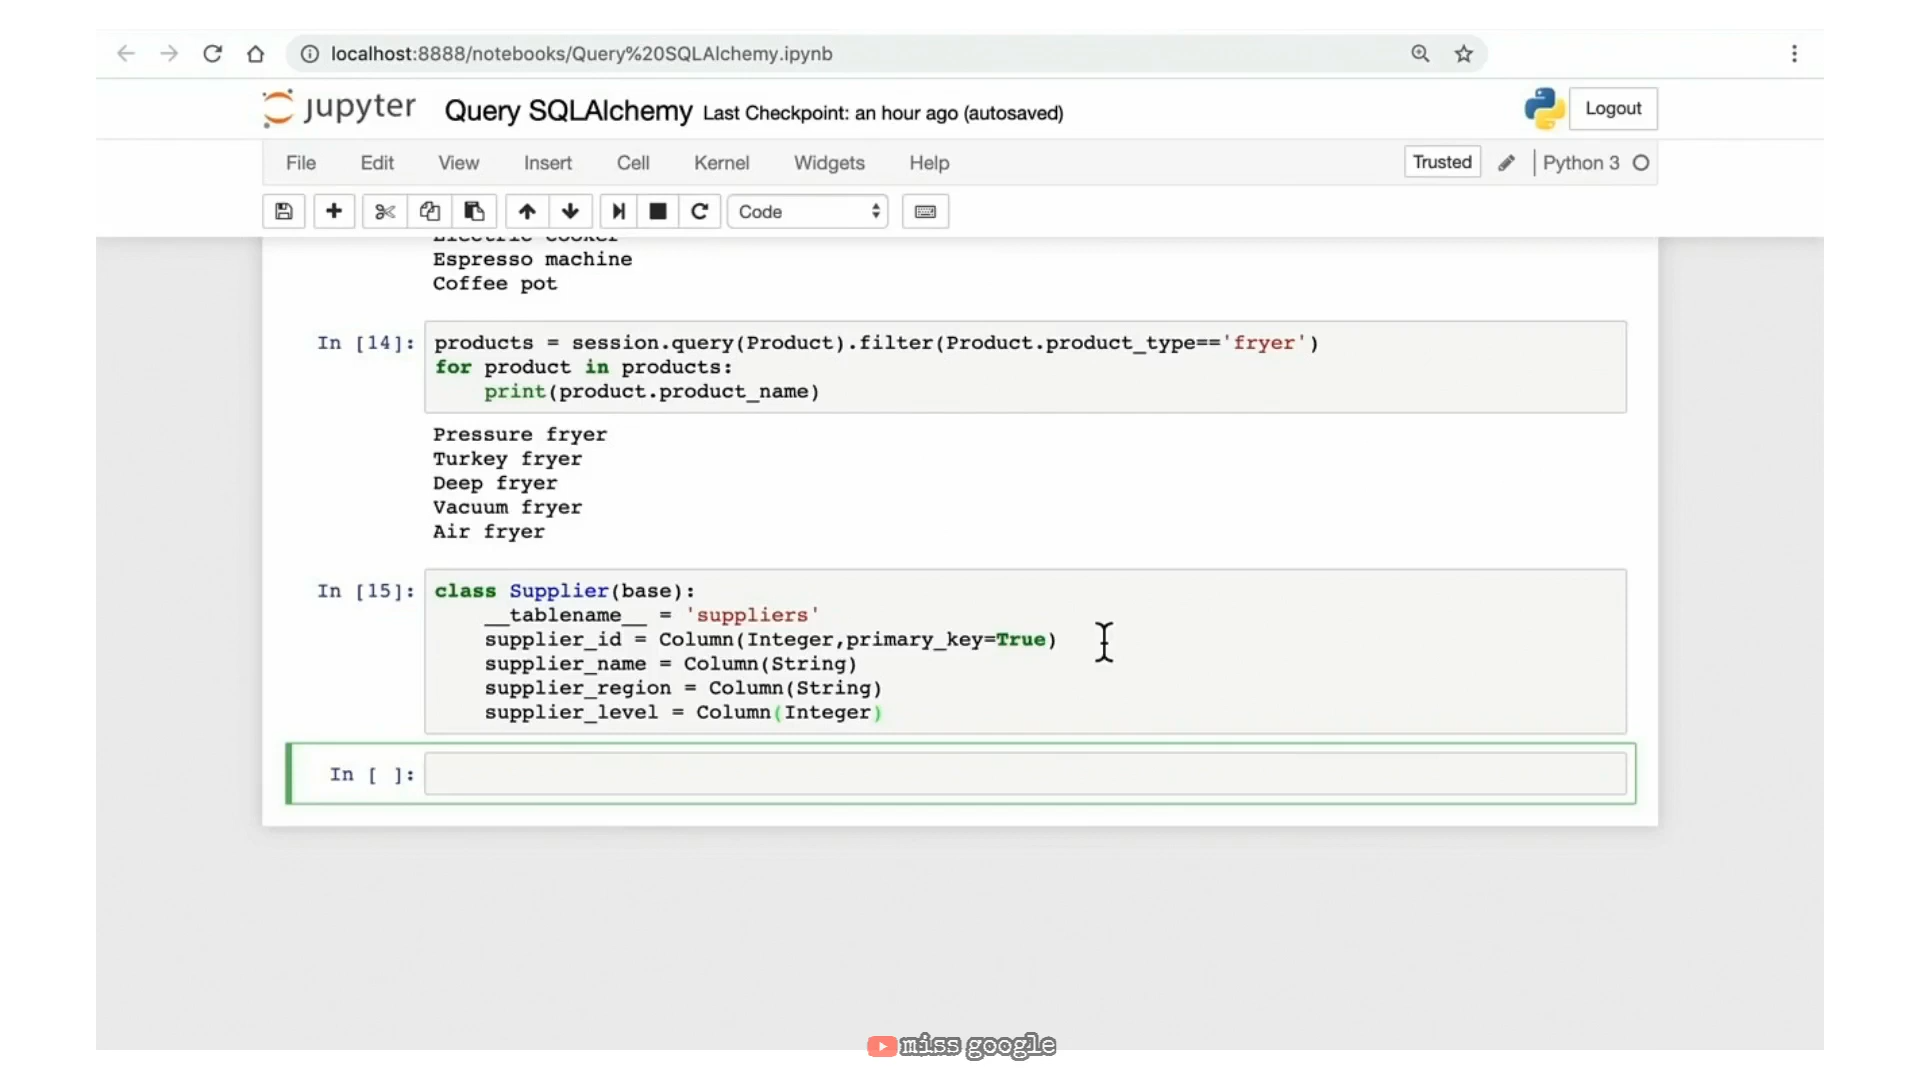 localhost:8888/notebooks/Query%20SQLAlchemy.ipynb
jupyter Query SQLAlchemy Last Checkpoint: an hour ago (autosaved) Logout
File Edit View Insert Cell Kernel Widgets Help Trusted Python 3
Code
Electric cooker
Espresso machine
Coffee pot
In [14]: products = session.query(Product).filter(Product.product_type=='fryer')
for product in products:
    print(product.product_name)
Pressure fryer
Turkey fryer
Deep fryer
Vacuum fryer
Air fryer
In [15]: class Supplier(base):
    __tablename__ = 'suppliers'
    supplier_id = Column(Integer,primary_key=True)
    supplier_name = Column(String)
    supplier_region = Column(String)
    supplier_level = Column(Integer)
In [ ]:
miss google